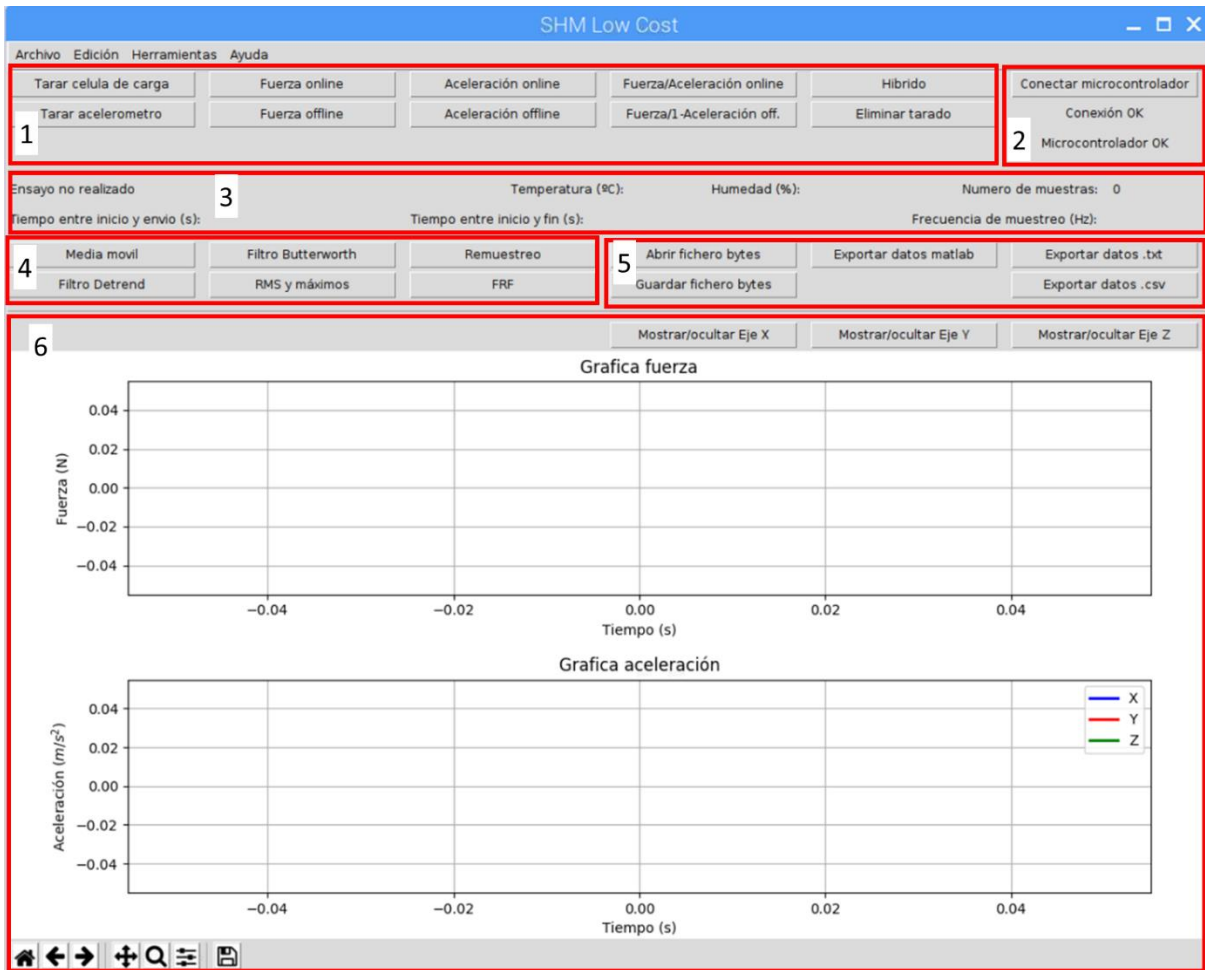 SHM Low Cost
Archivo Edición Herramientas Ayuda
Tarar celula de carga Fuerza online Aceleración online Fuerza/Aceleración online Hibrido Conectar microcontrolador
Tarar acelerometro Fuerza offline Aceleración offline Fuerza/1-Aceleración off. Eliminar tarado Conexión OK
1 2 Microcontrolador OK
Ensayo no realizado 3 Temperatura (ºC): Humedad (%): Numero de muestras: 0
Tiempo entre inicio y envio (s): Tiempo entre inicio y fin (s): Frecuencia de muestreo (Hz):
4 Media movil Filtro Butterworth Remuestreo 5 Abrir fichero bytes Exportar datos matlab Exportar datos .txt
Filtro Detrend RMS y máximos FRF Guardar fichero bytes Exportar datos .csv
6 Mostrar/ocultar Eje X Mostrar/ocultar Eje Y Mostrar/ocultar Eje Z
Grafica fuerza
Fuerza (N)
0.04
0.02
0.00
−0.02
−0.04
−0.04 −0.02 0.00 0.02 0.04
Tiempo (s)
Grafica aceleración
Aceleración (m/s²)
0.04
0.02
0.00
−0.02
−0.04
X
Y
Z
−0.04 −0.02 0.00 0.02 0.04
Tiempo (s)